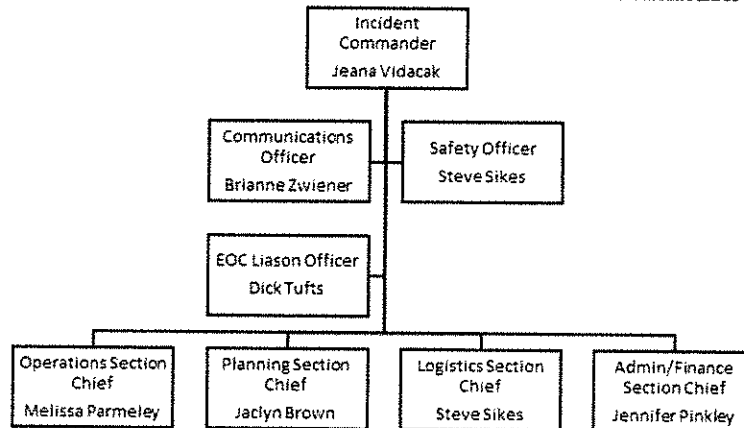 Incident
Commander
Jeana Vidacak
Communications
Officer
Brianne Zwiener
Safety Officer
Steve Sikes
EOC Liason Officer
Dick Tufts
Operations Section
Chief
Melissa Parmeley
Planning Section
Chief
Jaclyn Brown
Logistics Section
Chief
Steve Sikes
Admin/Finance
Section Chief
Jennifer Pinkley